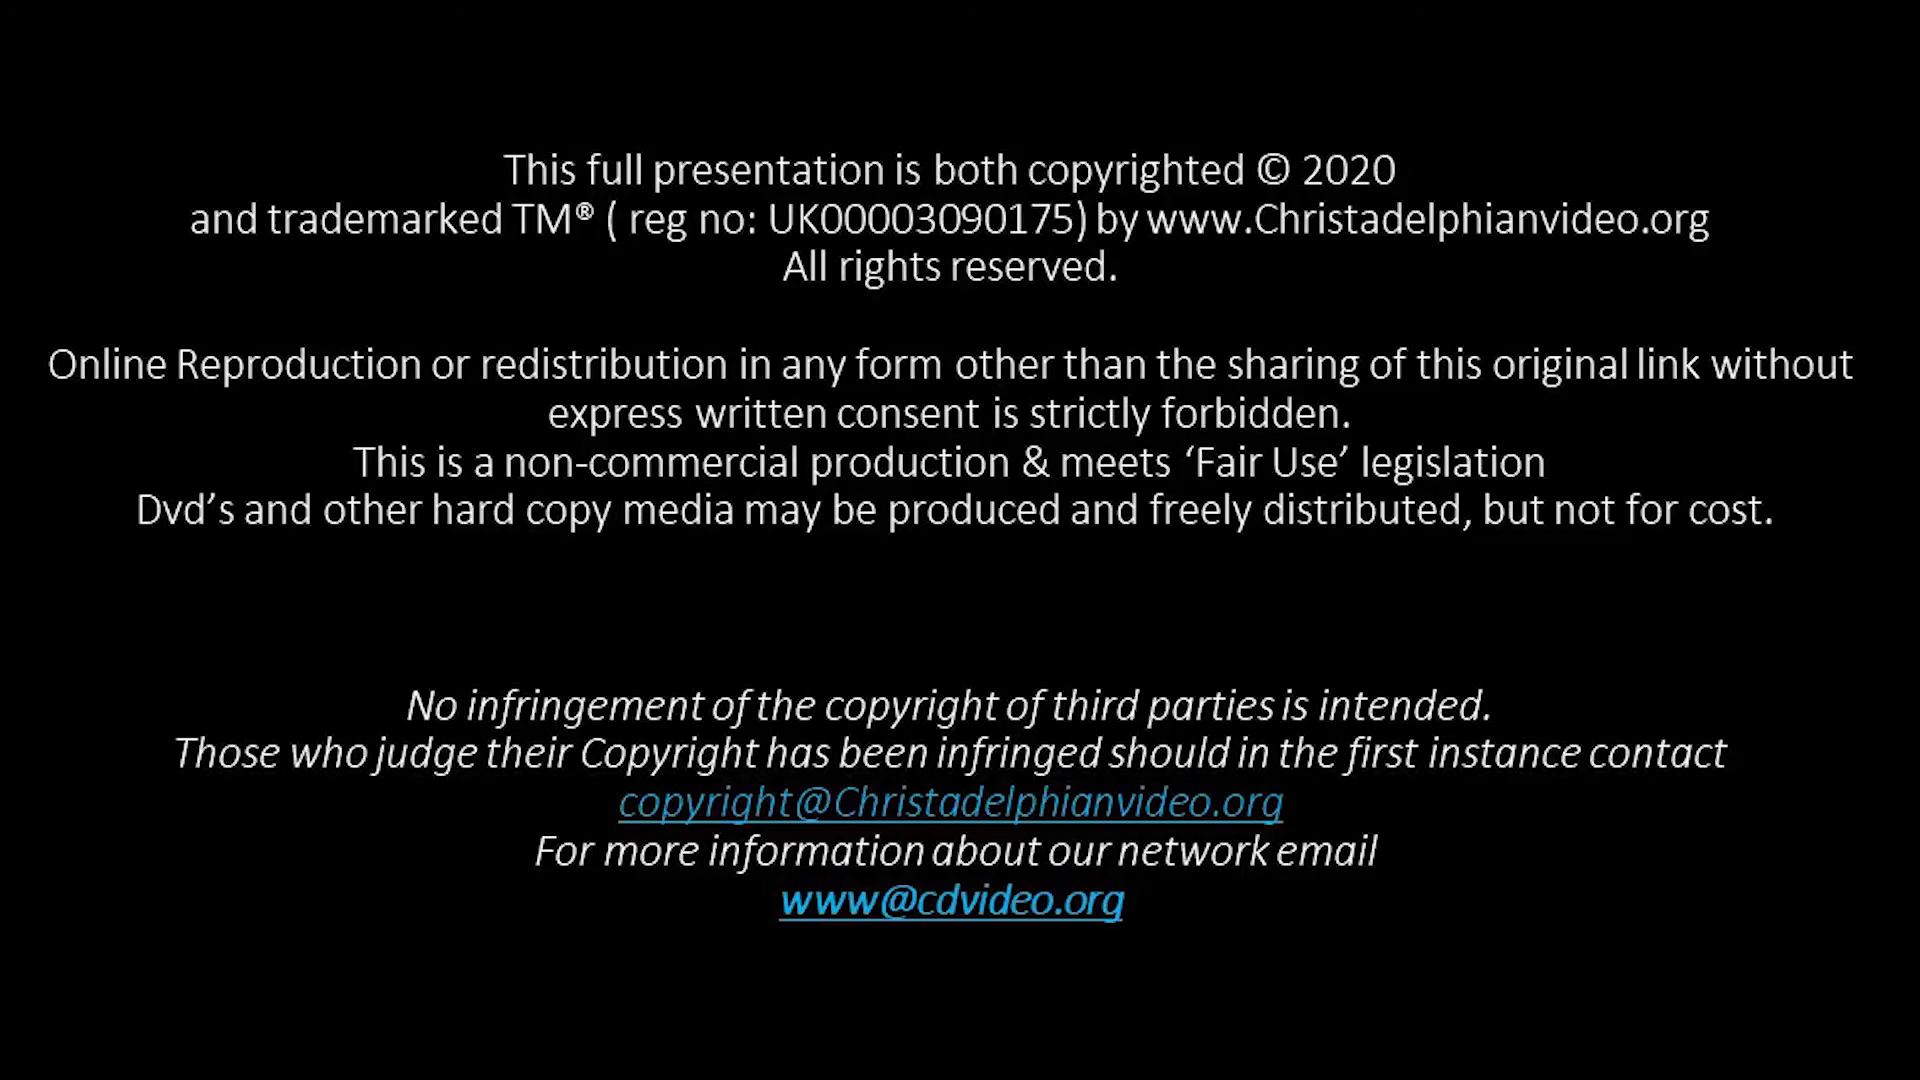 This full presentation is both copyrighted © 2020
and trademarked TM® ( reg no: UK00003090175) by www.Christadelphianvideo.org
All rights reserved.
Online Reproduction or redistribution in any form other than the sharing of this original link without
express written consent is strictly forbidden.
This is a non-commercial production & meets ‘Fair Use’ legislation
Dvd’s and other hard copy media may be produced and freely distributed, but not for cost.
No infringement of the copyright of third parties is intended.
Those who judge their Copyright has been infringed should in the first instance contact
copyright@Christadelphianvideo.org
For more information about our network email
www@cdvideo.org